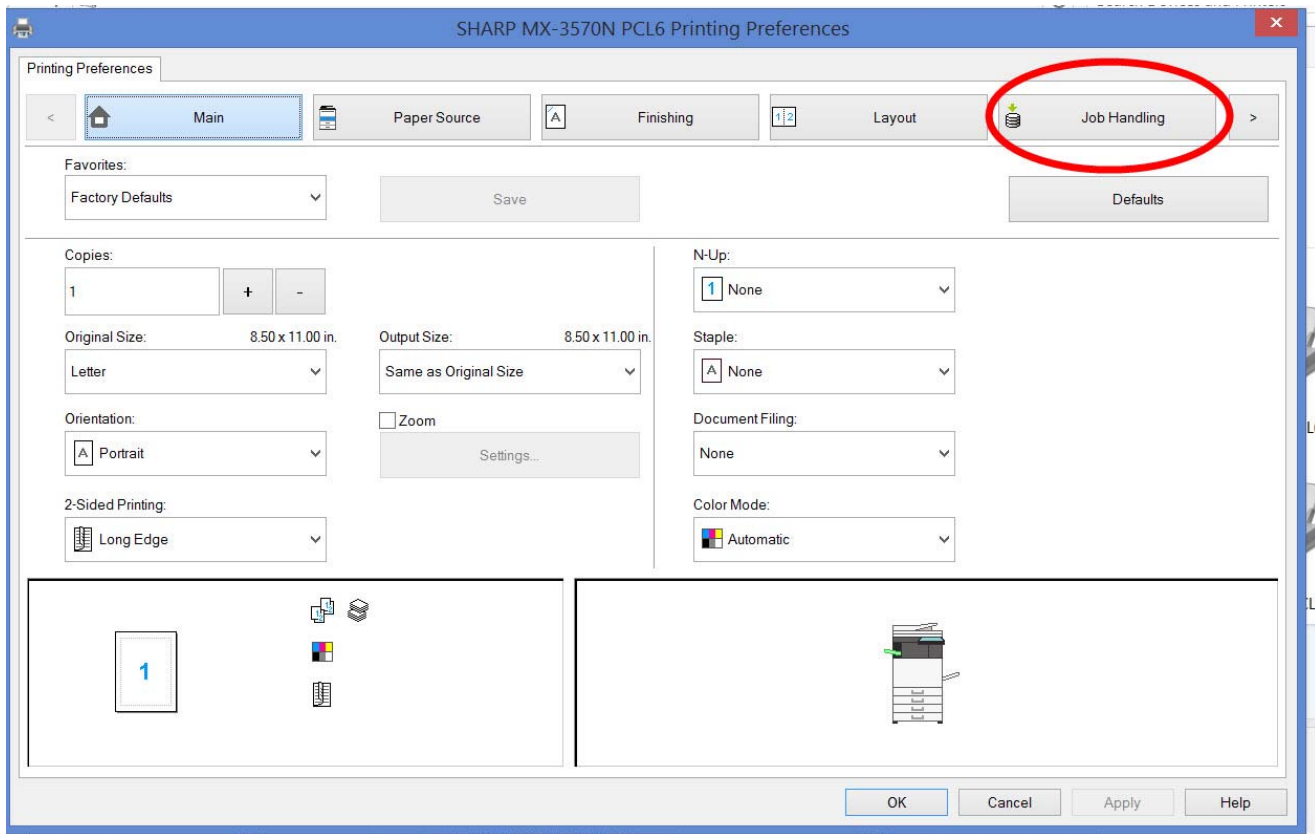 SHARP MX-3570N PCL6 Printing Preferences
Printing Preferences
< Main Paper Source Finishing Layout Job Handling >
Favorites:
Factory Defaults Save Defaults
Copies: N-Up:
1 + - 1 None
Original Size: 8.50 x 11.00 in. Output Size: 8.50 x 11.00 in. Staple:
Letter Same as Original Size A None
Orientation: Zoom Document Filing:
A Portrait Settings... None
2-Sided Printing: Color Mode:
Long Edge Automatic
1
OK Cancel Apply Help